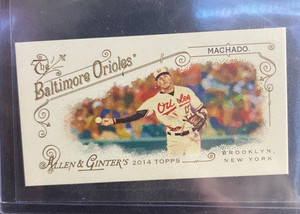 MACHADO.
The
Baltimore Orioles
Orioles
ALLEN & GINTER'S 2014 TOPPS
BROOKLYN,
NEW YORK